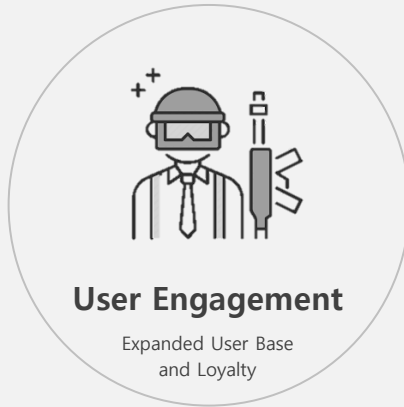 User Engagement
Expanded User Base
and Loyalty